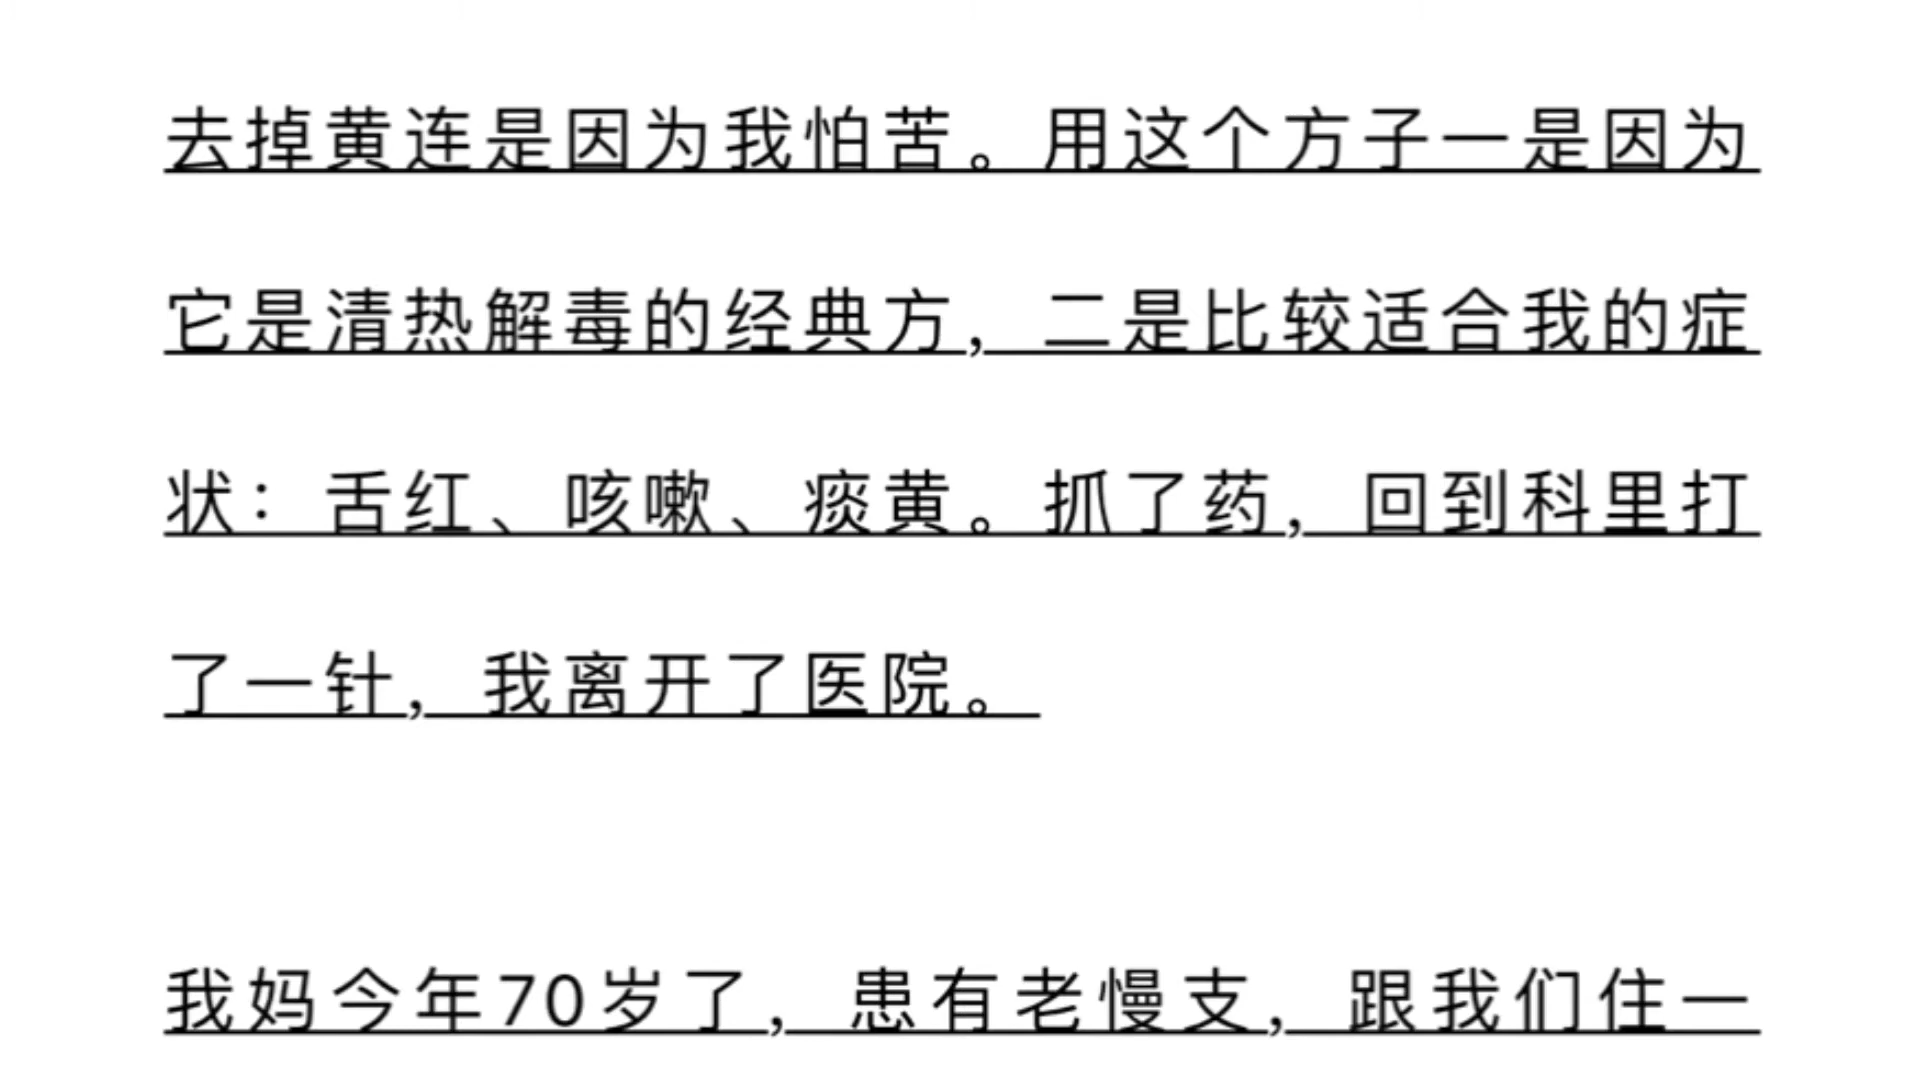 去掉黄连是因为我怕苦。用这个方子一是因为
它是清热解毒的经典方，二是比较适合我的症
状：舌红、咳嗽、痰黄。抓了药，回到科里打
了一针，我离开了医院。
我妈今年70岁了，患有老慢支，跟我们住一